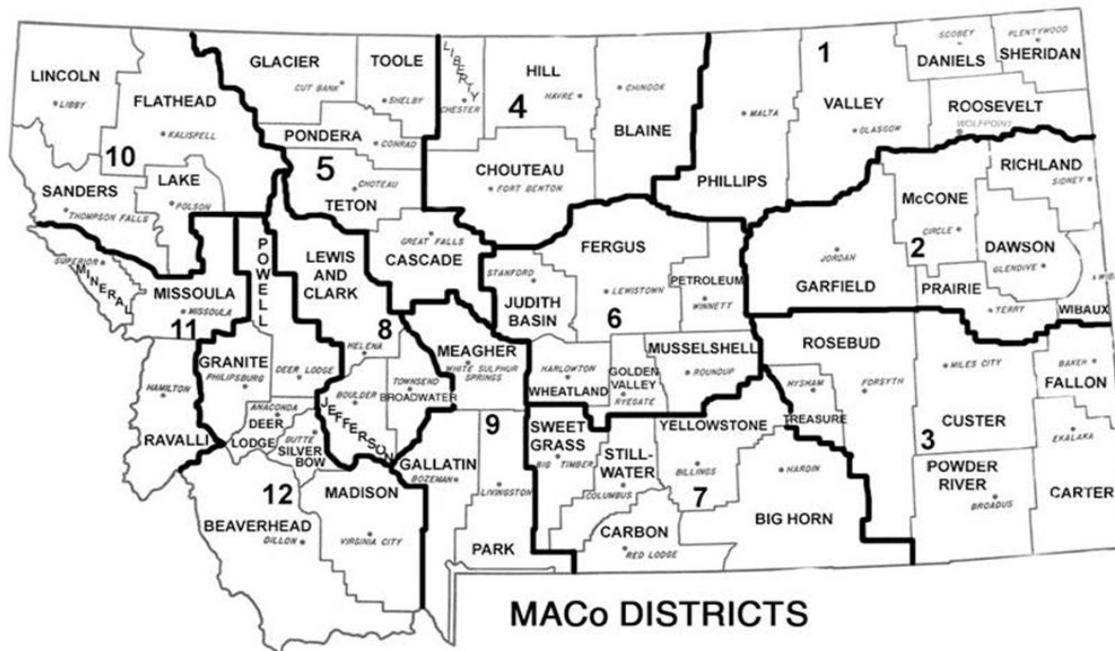 LINCOLN
LIBBY
FLATHEAD
KALISPELL
10
SANDERS
THOMPSON FALLS
LAKE
POLSON
GLACIER
CUT BANK
TOOLE
SHELBY
PONDERA
CONRAD
5
CHOTEAU
TETON
LIBERTY
CHESTER
HILL
HAVRE
4
CHINOOK
BLAINE
CHOUTEAU
FORT BENTON
1
MALTA
PHILLIPS
VALLEY
GLASGOW
SCOBEY
DANIELS
PLENTYWOOD
SHERIDAN
ROOSEVELT
WOLFPOINT
RICHLAND
SIDNEY
McCONE
CIRCLE
2
DAWSON
GLENDIVE
JORDAN
GARFIELD
PRAIRIE
TERRY
WIB
WIBAUX
SUPERIOR
MINERAL
MISSOULA
MISSOULA
11
POWELL
DEER LODGE
LEWIS
AND
CLARK
8
HELENA
GREAT FALLS
CASCADE
STANFORD
JUDITH
BASIN
FERGUS
LEWISTOWN
6
PETROLEUM
WINNETT
MEAGHER
WHITE SULPHUR
SPRINGS
HARLOWTON
WHEATLAND
GOLDEN
VALLEY
RYEGATE
MUSSELSHELL
ROUNDUP
ROSEBUD
FORSYTH
HYSHAM
TREASURE
MILES CITY
CUSTER
3
BAKER
FALLON
EKALAKA
CARTER
POWDER
RIVER
BROADUS
HAMILTON
RAVALLI
GRANITE
PHILIPSBURG
ANACONDA
DEER
LODGE
BUTTE
SILVER
BOW
BOULDER
JEFFERSON
TOWNSEND
BROADWATER
9
GALLATIN
BOZEMAN
LIVINGSTON
PARK
SWEET
GRASS
BIG TIMBER
STILL-
WATER
COLUMBUS
YELLOWSTONE
BILLINGS
7
HARDIN
BIG HORN
CARBON
RED LODGE
12
BEAVERHEAD
DILLON
MADISON
VIRGINIA CITY
MACo DISTRICTS